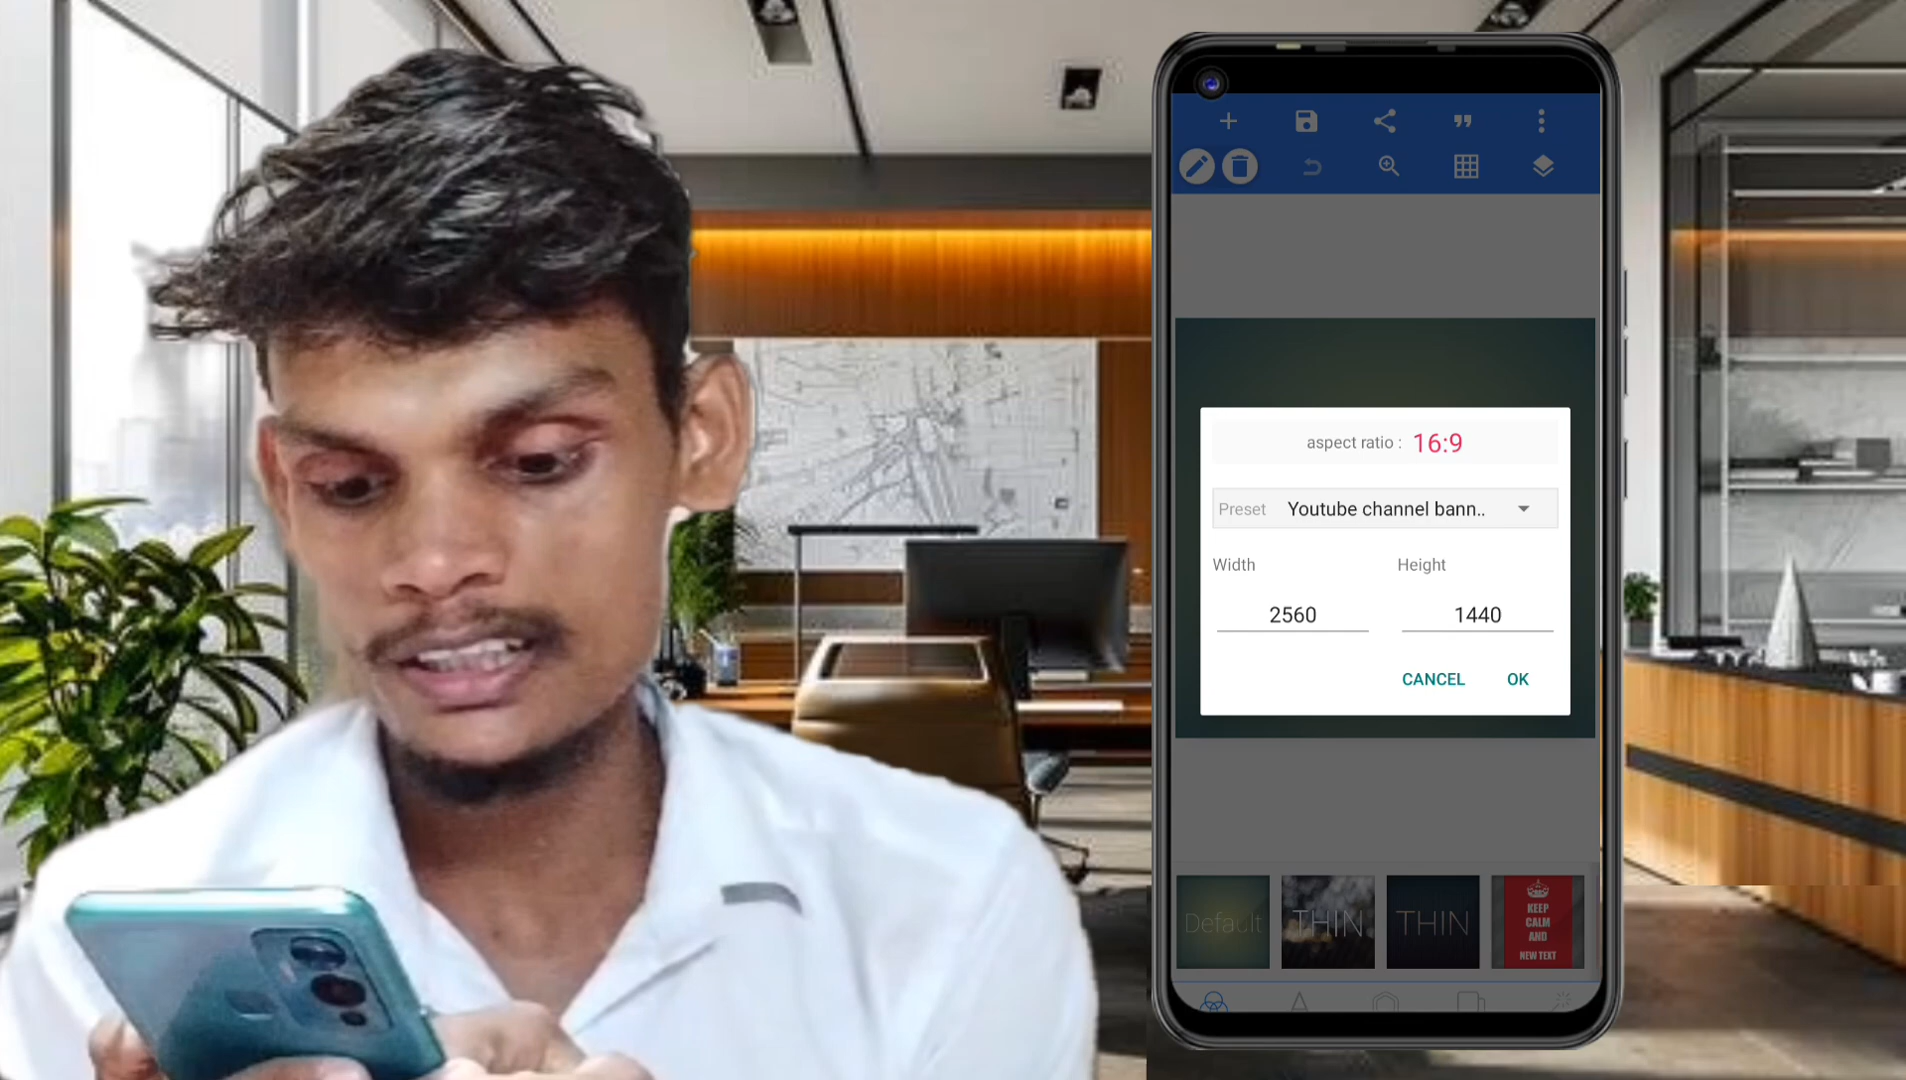 aspect ratio : 16:9
Preset Youtube channel bann..
Width Height
2560 1440
CANCEL OK
Default
THIN
THIN
KEEP
CALM
AND
NEW TEXT